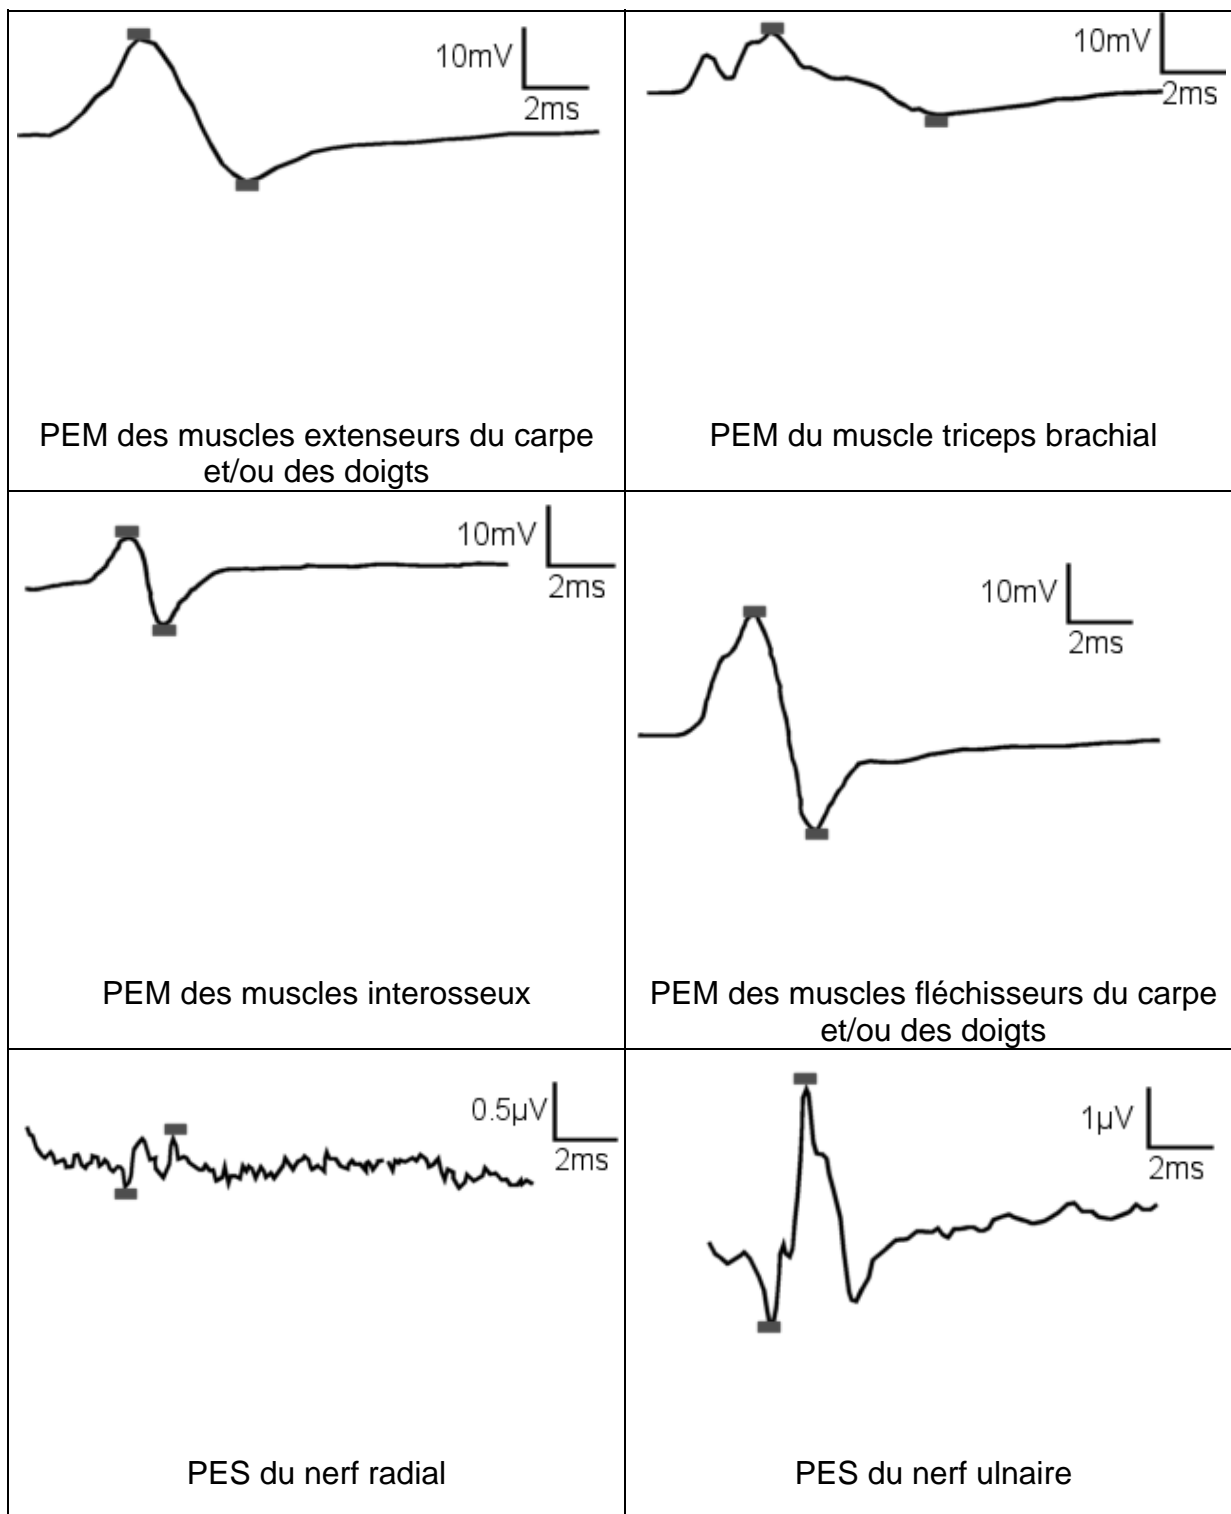 10mV
2ms
PEM des muscles extenseurs du carpe
et/ou des doigts
10mV
2ms
PEM du muscle triceps brachial
10mV
2ms
PEM des muscles interosseux
10mV
2ms
PEM des muscles fléchisseurs du carpe
et/ou des doigts
0.5µV
2ms
PES du nerf radial
1µV
2ms
PES du nerf ulnaire